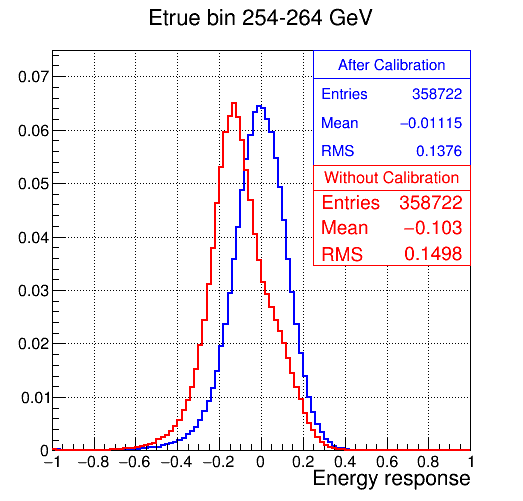 Etrue bin 254-264 GeV
After Calibration
Entries 358722
Mean −0.01115
RMS 0.1376
Without Calibration
Entries 358722
Mean −0.103
RMS 0.1498
0.07
0.06
0.05
0.04
0.03
0.02
0.01
0
−1 −0.8 −0.6 −0.4 −0.2 0 0.2 0.4 0.6 0.8 1
Energy response